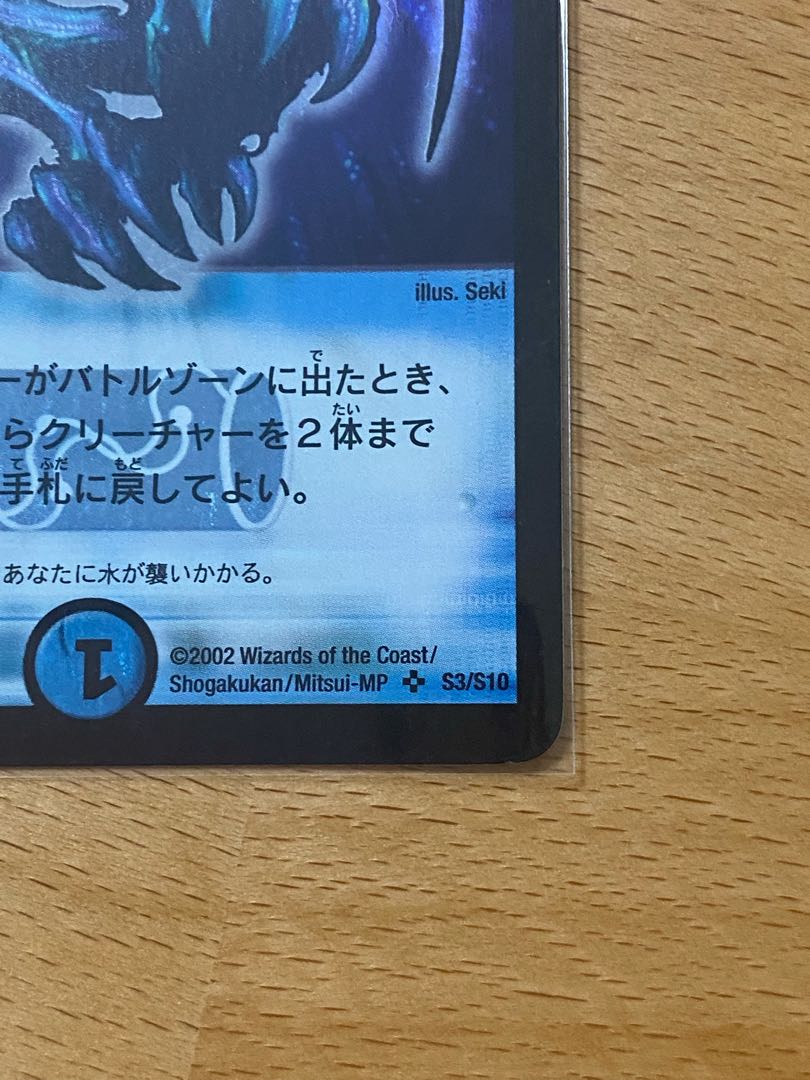 illus. Seki
ーがバトルゾーンに出たとき、
らクリーチャーを2体まで
手札に戻してよい。
あなたに水が襲いかかる。
1
©2002 Wizards of the Coast/
Shogakukan/Mitsui-MP S3/S10